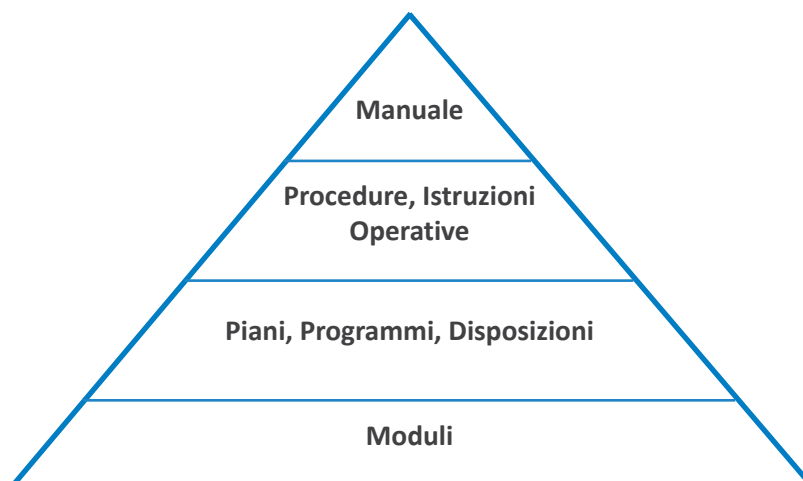 Manuale
Procedure, Istruzioni
Operative
Piani, Programmi, Disposizioni
Moduli